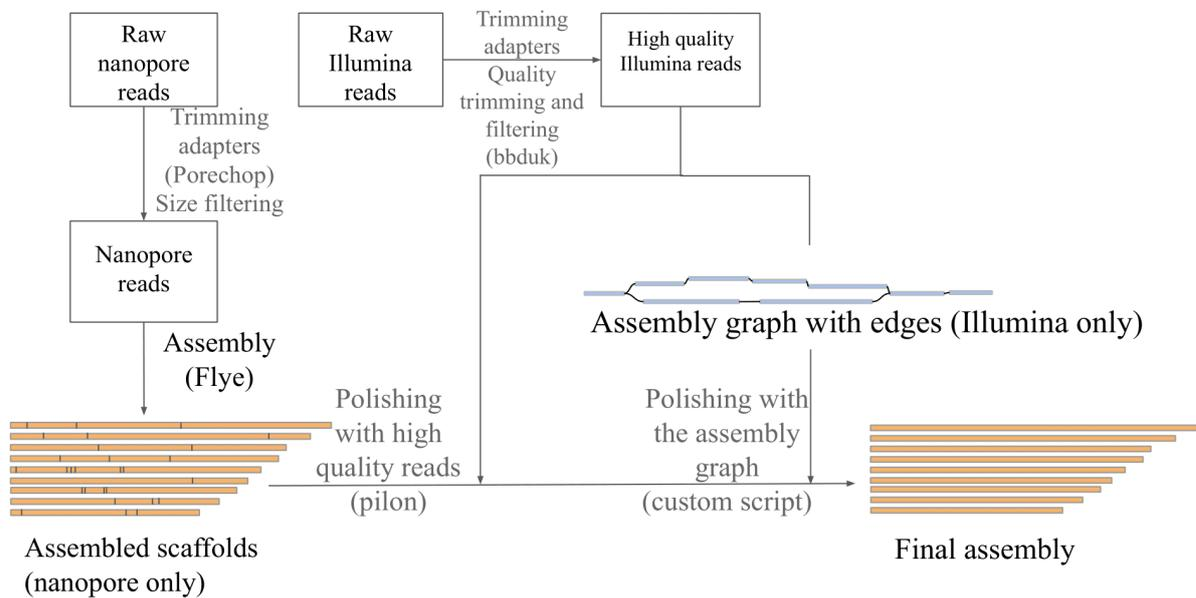 Raw
nanopore
reads
Raw
Illumina
reads
Trimming
adapters
Quality
trimming and
filtering
(bbduk)
High quality
Illumina reads
Trimming
adapters
(Porechop)
Size filtering
Nanopore
reads
Assembly
(Flye)
Assembly graph with edges (Illumina only)
Polishing
with high
quality reads
(pilon)
Polishing with
the assembly
graph
(custom script)
Assembled scaffolds
(nanopore only)
Final assembly